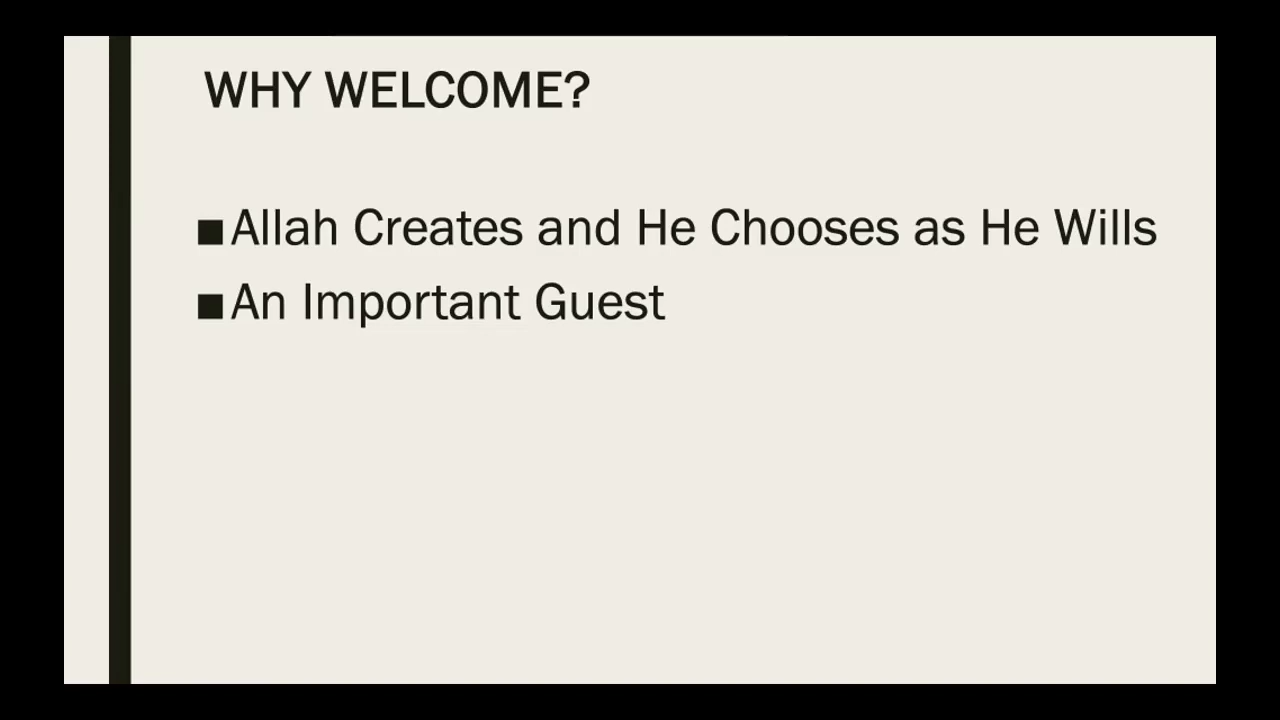 WHY WELCOME?
■Allah Creates and He Chooses as He Wills
■An Important Guest